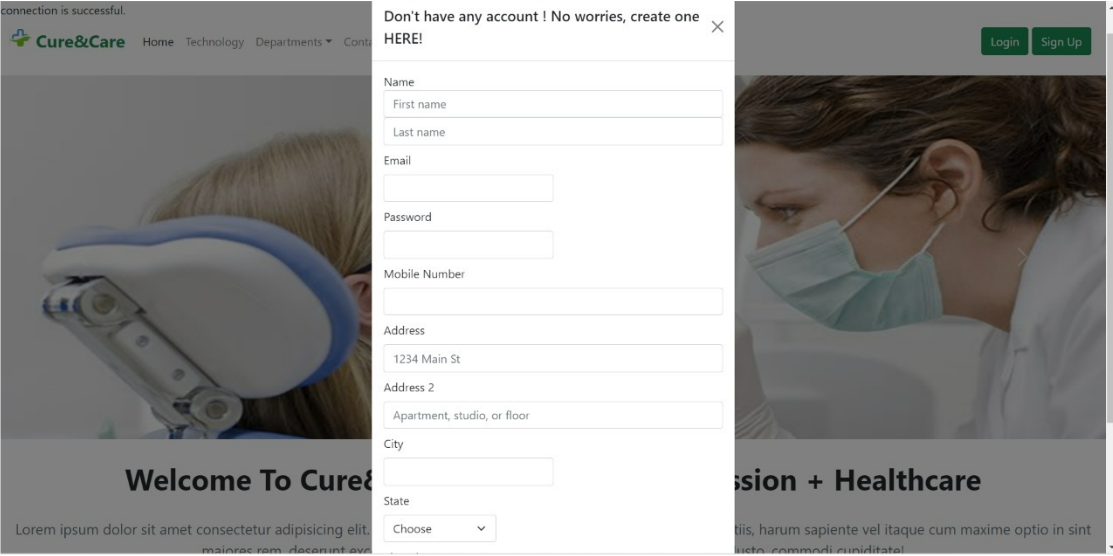 connection is successful.
Don't have any account ! No worries, create one
HERE!
Cure&Care Home Technology Departments Conta
Login Sign Up
Name
First name
Last name
Email
Password
Mobile Number
Address
1234 Main St
Address 2
Apartment, studio, or floor
City
State
Choose
Welcome To Cure& ssion + Healthcare
Lorem ipsum dolor sit amet consectetur adipisicing elit. tiis, harum sapiente vel itaque cum maxime optio in sint
maiores rem, deserunt exc usto, commodi cupiditate!